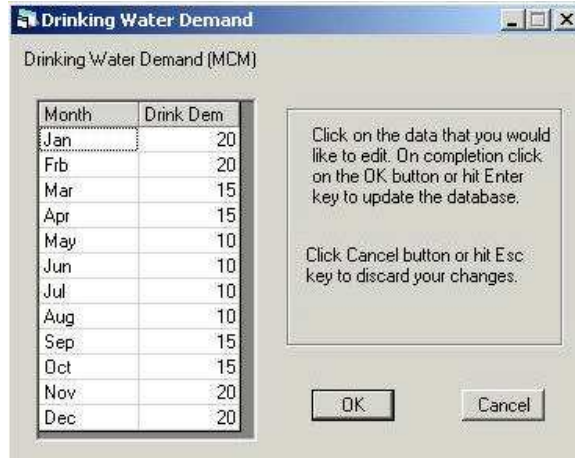 Drinking Water Demand
Drinking Water Demand (MCM)
Month Drink Dem
Jan 20
Frb 20
Mar 15
Apr 15
May 10
Jun 10
Jul 10
Aug 10
Sep 15
Oct 15
Nov 20
Dec 20
Click on the data that you would
like to edit. On completion click
on the OK button or hit Enter
key to update the database.
Click Cancel button or hit Esc
key to discard your changes.
OK Cancel